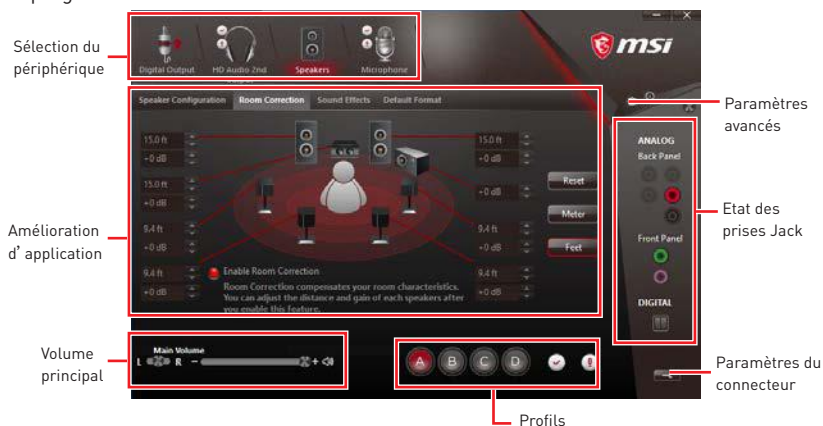 Sélection du
périphérique
Digital Output
HD Audio 2nd
Speakers
Microphone
msi
Speaker Configuration
Room Correction
Sound Effects
Default Format
Paramètres
avancés
15.0 ft
+0 dB
15.0 ft
+0 dB
9.4 ft
+0 dB
9.4 ft
+0 dB
15.0 ft
+0 dB
+0 dB
9.4 ft
+0 dB
9.4 ft
+0 dB
Reset
Meter
Feet
ANALOG
Back Panel
Front Panel
DIGITAL
Etat des
prises Jack
Amélioration
d’application
Enable Room Correction
Room Correction compensates your room characteristics.
You can adjust the distance and gain of each speakers after
you enable this feature.
Volume
principal
Main Volume
L R - +
A B C D
Paramètres du
connecteur
Profils